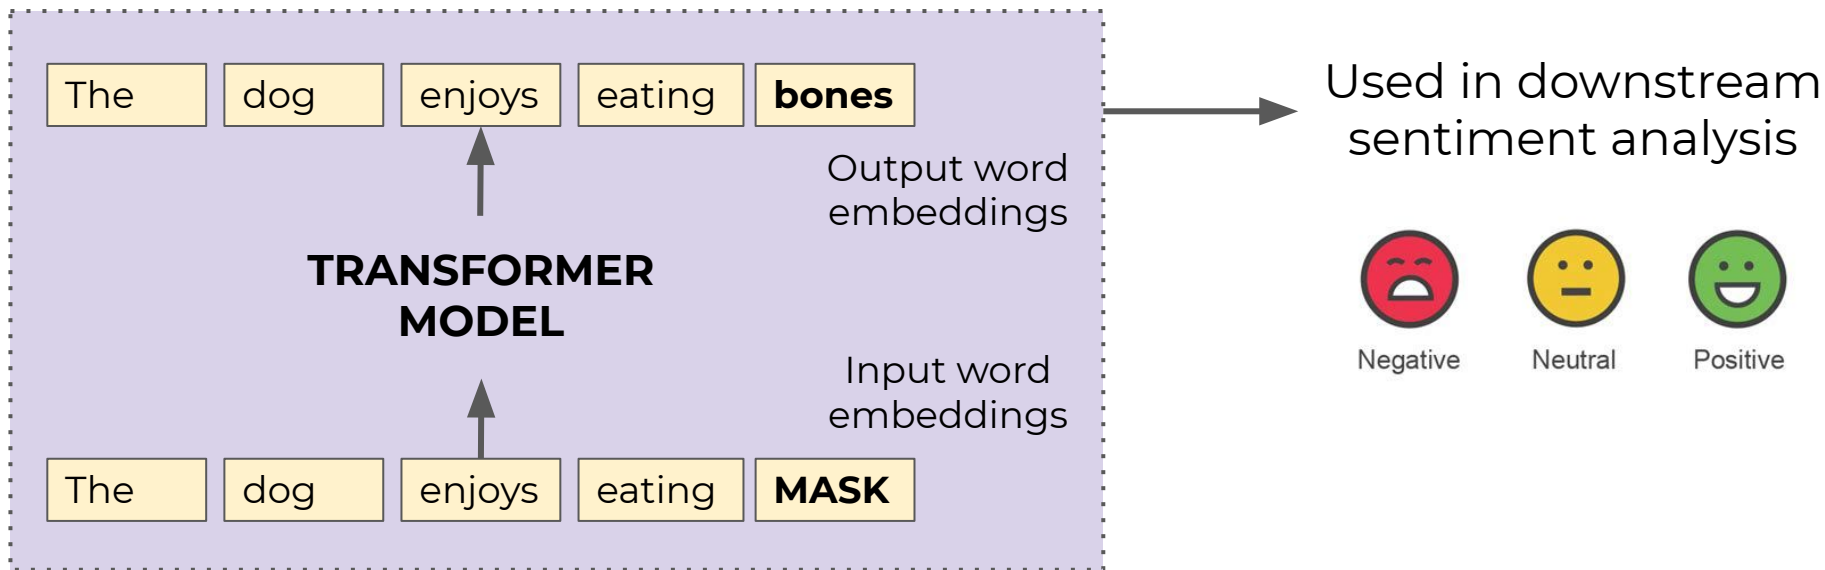 The dog enjoys eating bones
Used in downstream
sentiment analysis
Output word
embeddings
TRANSFORMER
MODEL
Input word
embeddings
Negative Neutral Positive
The dog enjoys eating MASK